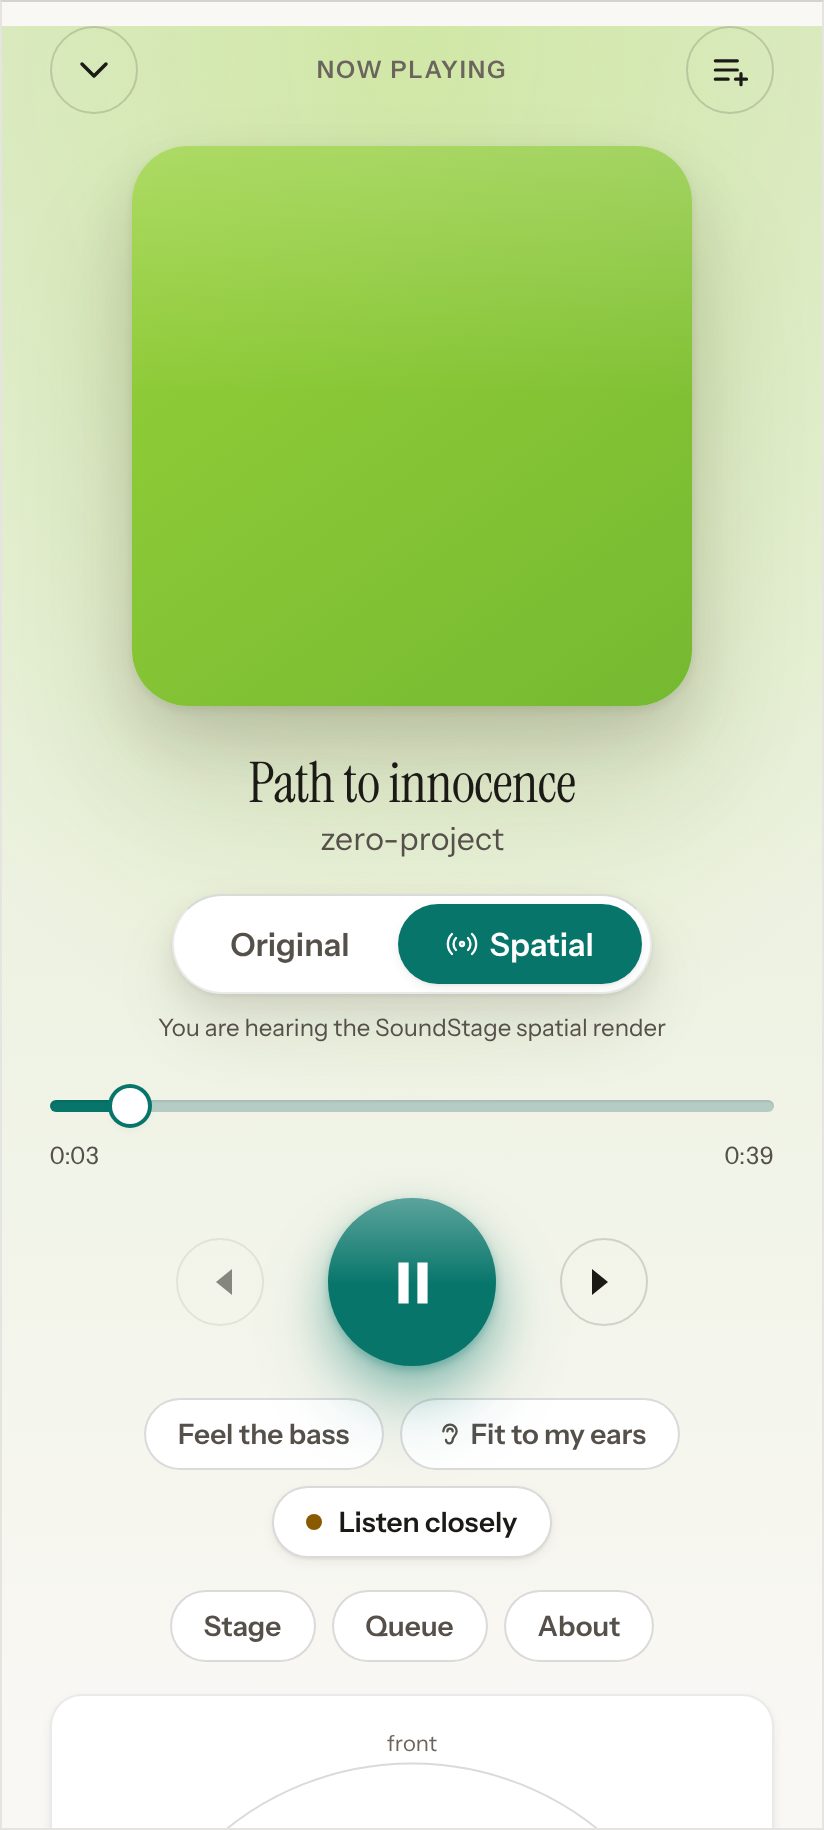 NOW PLAYING
Path to innocence
zero-project
Original
Spatial
You are hearing the SoundStage spatial render
0:03
0:39
Feel the bass
Fit to my ears
Listen closely
Stage
Queue
About
front